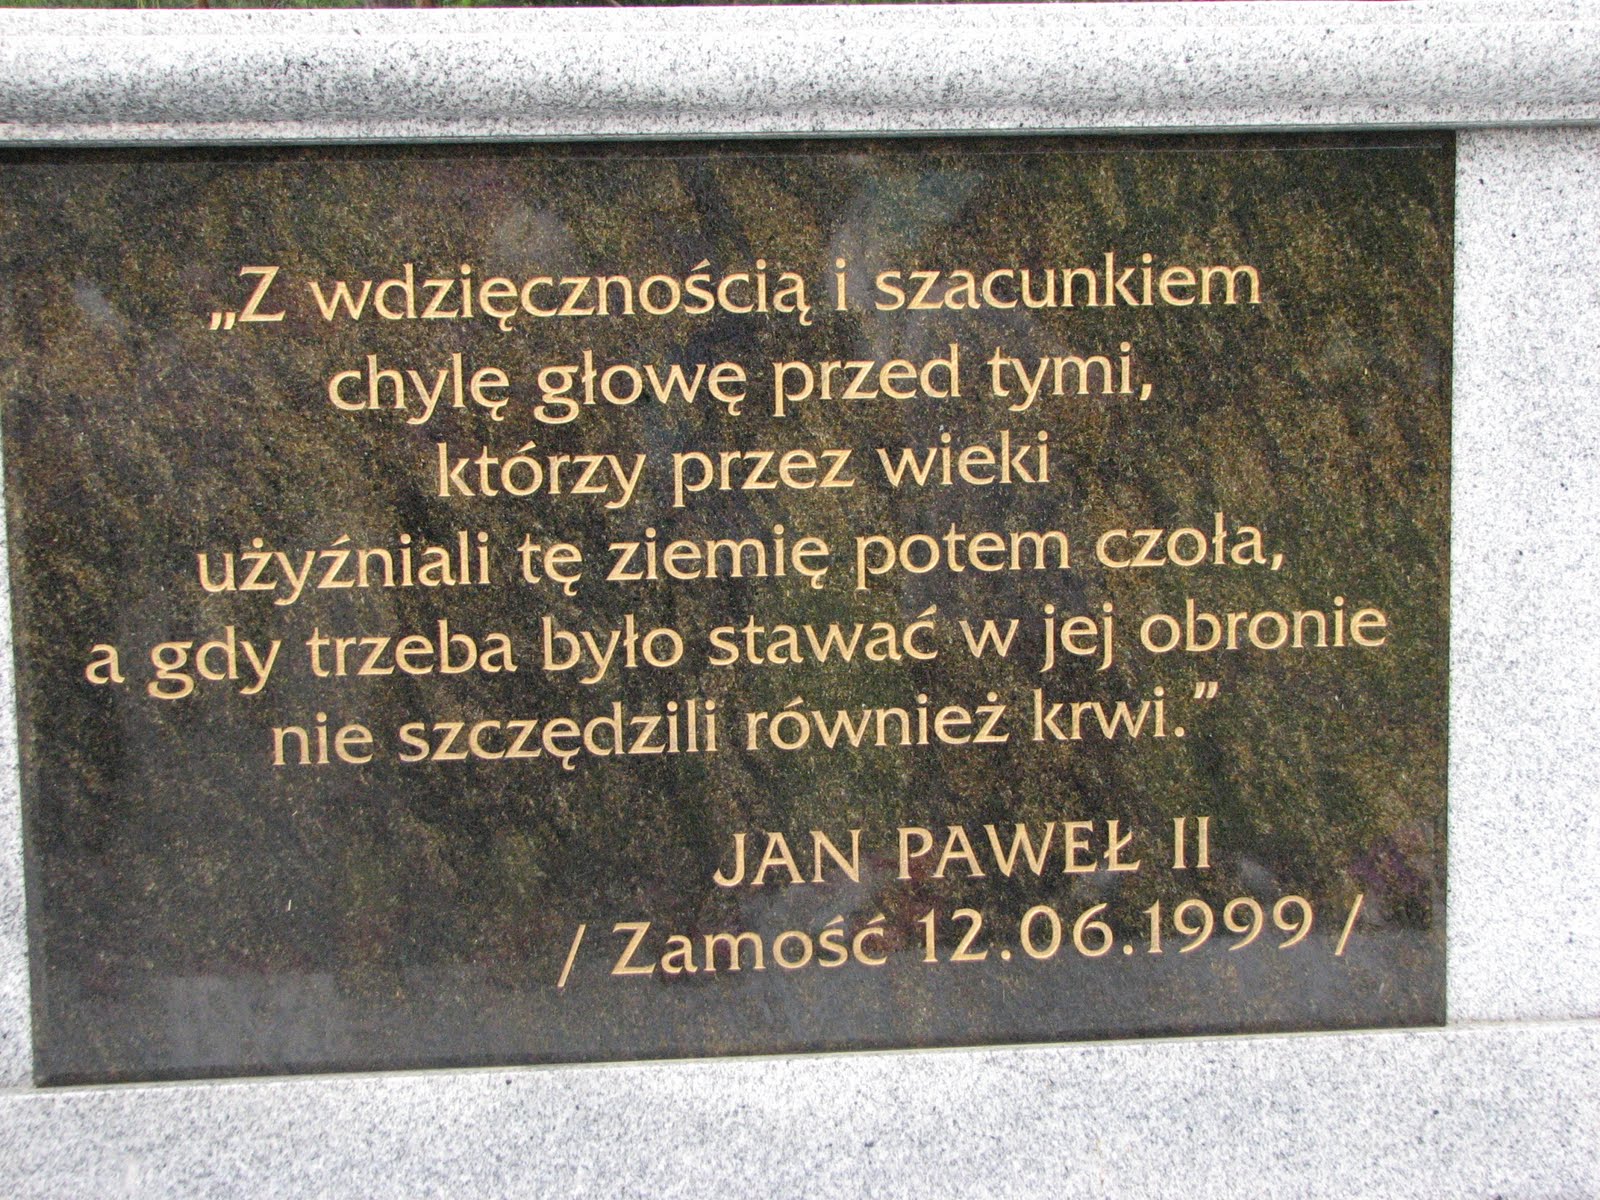 „Z wdzięcznością i szacunkiem
chylę głowę przed tymi,
którzy przez wieki
użyźniali tę ziemię potem czoła,
a gdy trzeba było stawać w jej obronie
nie szczędzili również krwi.”
JAN PAWEŁ II
/ Zamość 12.06.1999 /